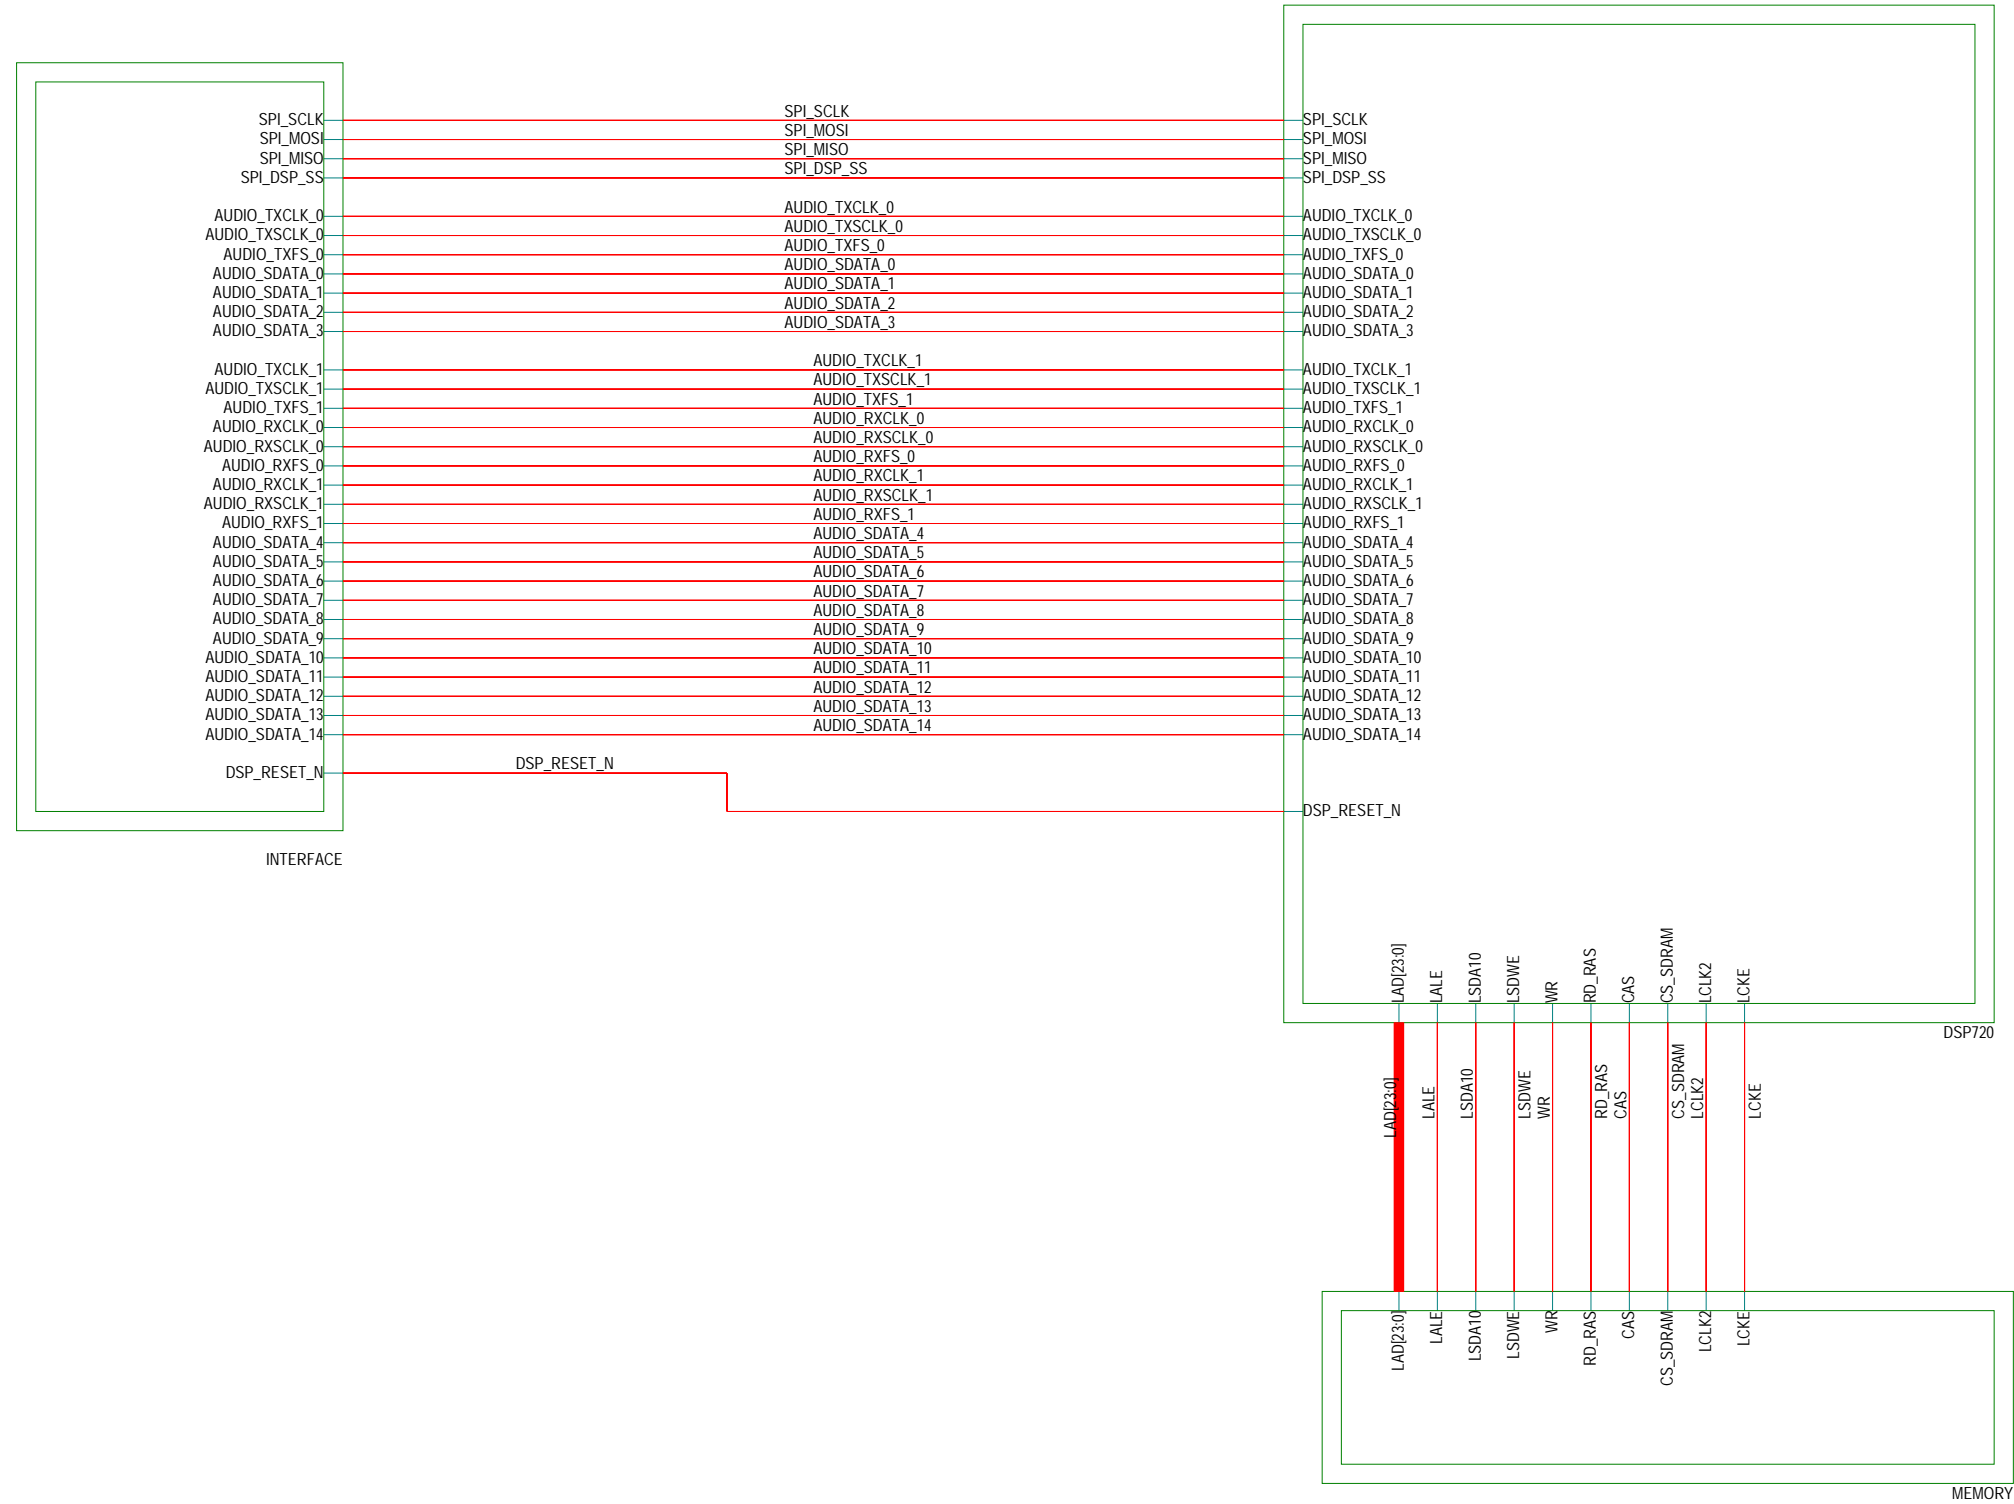 SPI_SCLK SPI_SCLK SPI_SCLK
SPI_MOSI SPI_MOSI SPI_MOSI
SPI_MISO SPI_MISO SPI_MISO
SPI_DSP_SS SPI_DSP_SS SPI_DSP_SS
AUDIO_TXCLK_0 AUDIO_TXCLK_0 AUDIO_TXCLK_0
AUDIO_TXSCLK_0 AUDIO_TXSCLK_0 AUDIO_TXSCLK_0
AUDIO_TXFS_0 AUDIO_TXFS_0 AUDIO_TXFS_0
AUDIO_SDATA_0 AUDIO_SDATA_0 AUDIO_SDATA_0
AUDIO_SDATA_1 AUDIO_SDATA_1 AUDIO_SDATA_1
AUDIO_SDATA_2 AUDIO_SDATA_2 AUDIO_SDATA_2
AUDIO_SDATA_3 AUDIO_SDATA_3 AUDIO_SDATA_3
AUDIO_TXCLK_1 AUDIO_TXCLK_1 AUDIO_TXCLK_1
AUDIO_TXSCLK_1 AUDIO_TXSCLK_1 AUDIO_TXSCLK_1
AUDIO_TXFS_1 AUDIO_TXFS_1 AUDIO_TXFS_1
AUDIO_RXCLK_0 AUDIO_RXCLK_0 AUDIO_RXCLK_0
AUDIO_RXSCLK_0 AUDIO_RXSCLK_0 AUDIO_RXSCLK_0
AUDIO_RXFS_0 AUDIO_RXFS_0 AUDIO_RXFS_0
AUDIO_RXCLK_1 AUDIO_RXCLK_1 AUDIO_RXCLK_1
AUDIO_RXSCLK_1 AUDIO_RXSCLK_1 AUDIO_RXSCLK_1
AUDIO_RXFS_1 AUDIO_RXFS_1 AUDIO_RXFS_1
AUDIO_SDATA_4 AUDIO_SDATA_4 AUDIO_SDATA_4
AUDIO_SDATA_5 AUDIO_SDATA_5 AUDIO_SDATA_5
AUDIO_SDATA_6 AUDIO_SDATA_6 AUDIO_SDATA_6
AUDIO_SDATA_7 AUDIO_SDATA_7 AUDIO_SDATA_7
AUDIO_SDATA_8 AUDIO_SDATA_8 AUDIO_SDATA_8
AUDIO_SDATA_9 AUDIO_SDATA_9 AUDIO_SDATA_9
AUDIO_SDATA_10 AUDIO_SDATA_10 AUDIO_SDATA_10
AUDIO_SDATA_11 AUDIO_SDATA_11 AUDIO_SDATA_11
AUDIO_SDATA_12 AUDIO_SDATA_12 AUDIO_SDATA_12
AUDIO_SDATA_13 AUDIO_SDATA_13 AUDIO_SDATA_13
AUDIO_SDATA_14 AUDIO_SDATA_14 AUDIO_SDATA_14
DSP_RESET_N DSP_RESET_N DSP_RESET_N
INTERFACE
LAD[23:0] LALE LSDA10 LSDWE WR RD_RAS CAS CS_SDRAM LCLK2 LCKE
DSP720
LAD[23:0] LALE LSDA10 LSDWE WR RD_RAS CAS CS_SDRAM LCLK2 LCKE
LAD[23:0] LALE LSDA10 LSDWE WR RD_RAS CAS CS_SDRAM LCLK2 LCKE
MEMORY